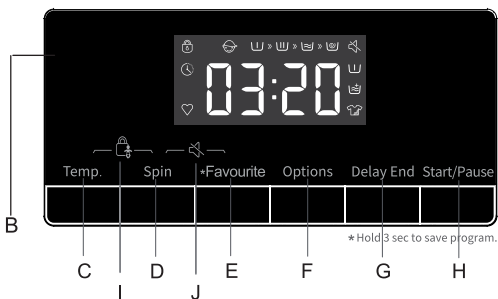 03:20
Temp. Spin *Favourite Options Delay End Start/Pause
B
*Hold 3 sec to save program.
C D E F G H
I J